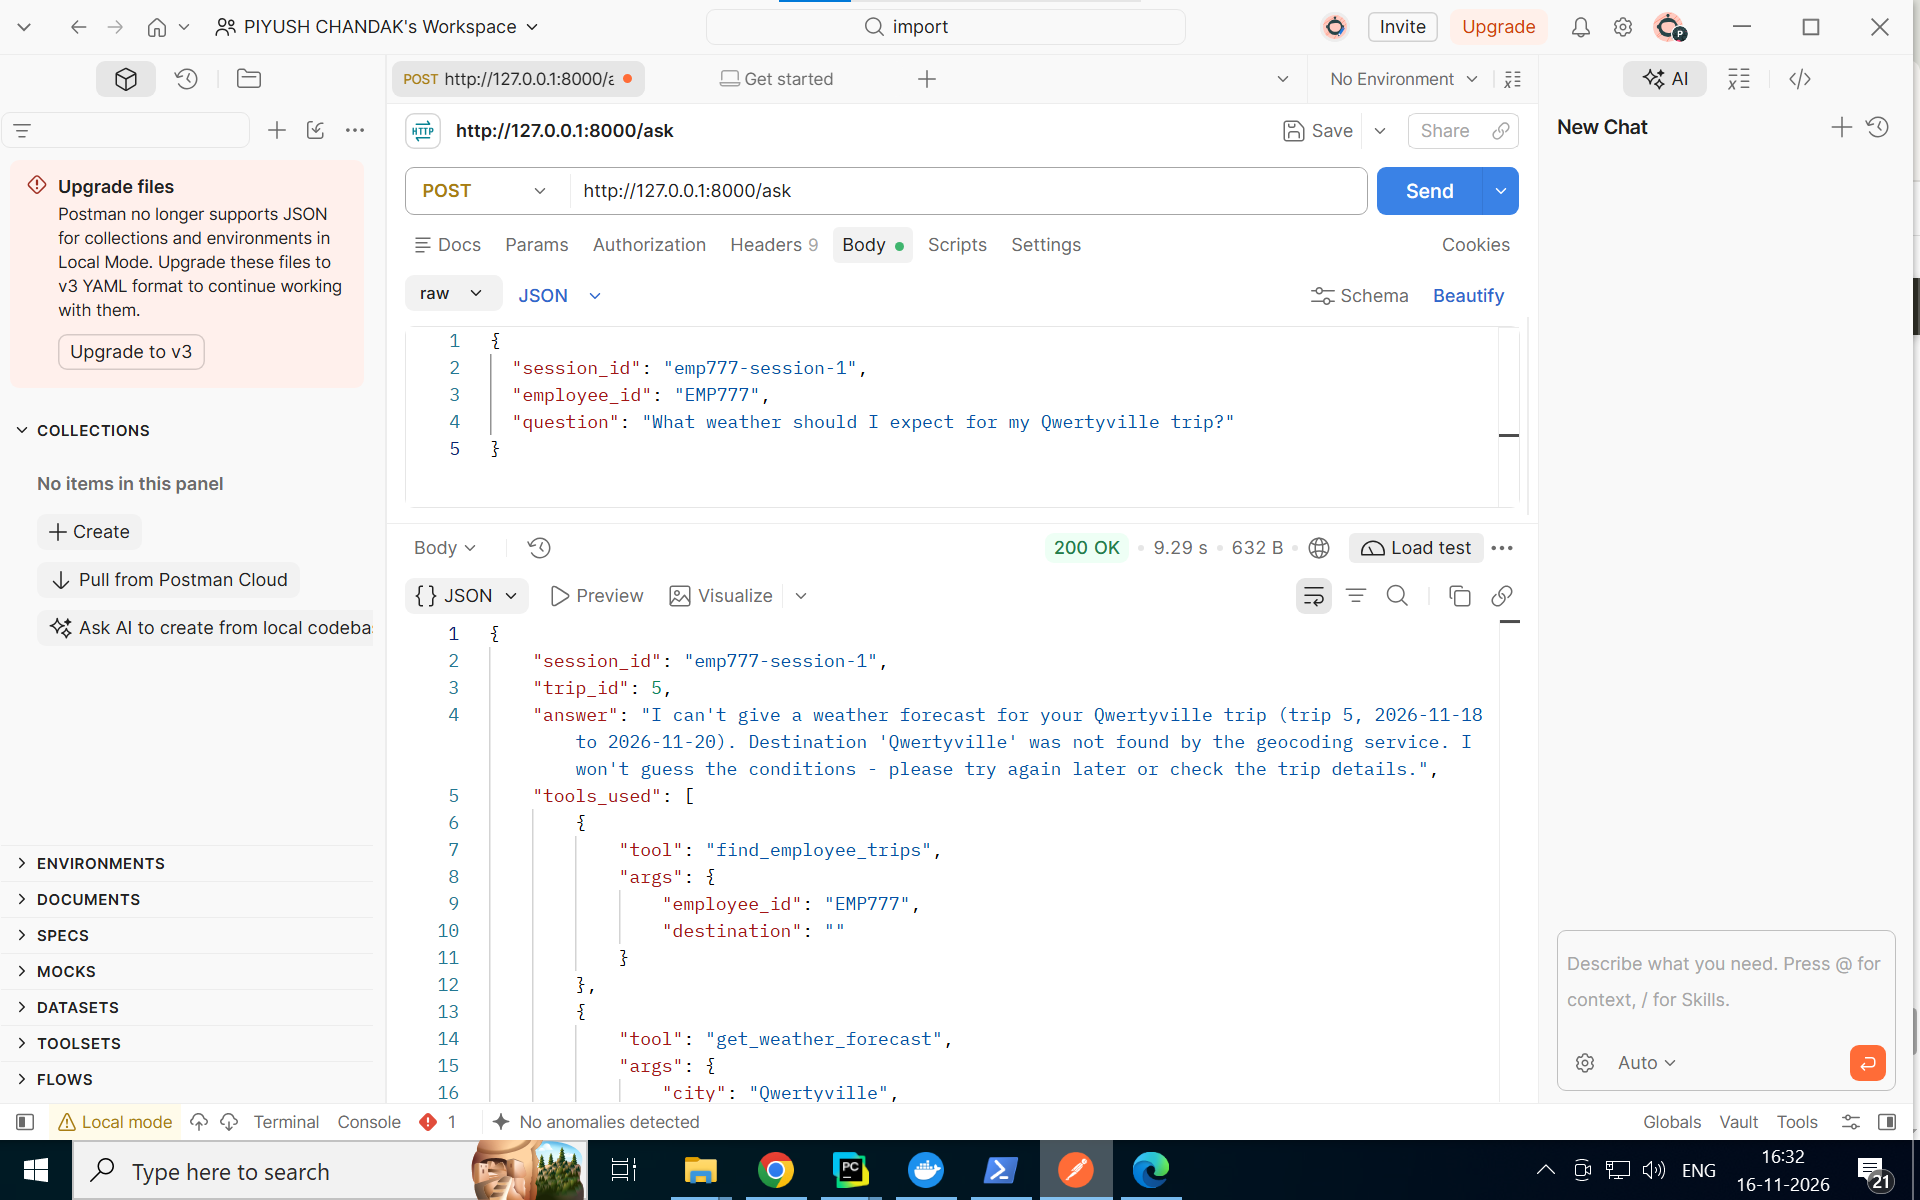 PIYUSH CHANDAK's Workspace
import
Invite
Upgrade
P
POST http://127.0.0.1:8000/a
Get started
No Environment
AI
HTTP
http://127.0.0.1:8000/ask
Save
Share
New Chat
Upgrade files
Postman no longer supports JSON
for collections and environments in
Local Mode. Upgrade these files to
v3 YAML format to continue working
with them.
Upgrade to v3
COLLECTIONS
No items in this panel
Create
Pull from Postman Cloud
Ask AI to create from local codeba
ENVIRONMENTS
DOCUMENTS
SPECS
MOCKS
DATASETS
TOOLSETS
FLOWS
POST
http://127.0.0.1:8000/ask
Send
Docs
Params
Authorization
Headers 9
Body
Scripts
Settings
Cookies
raw
JSON
Schema
Beautify
1 {
2 "session_id": "emp777-session-1",
3 "employee_id": "EMP777",
4 "question": "What weather should I expect for my Qwertyville trip?"
5 }
Body
200 OK
9.29 s
632 B
Load test
{} JSON
Preview
Visualize
1 {
2 "session_id": "emp777-session-1",
3 "trip_id": 5,
4 "answer": "I can't give a weather forecast for your Qwertyville trip (trip 5, 2026-11-18
to 2026-11-20). Destination 'Qwertyville' was not found by the geocoding service. I
won't guess the conditions - please try again later or check the trip details.",
5 "tools_used": [
6 {
7 "tool": "find_employee_trips",
8 "args": {
9 "employee_id": "EMP777",
10 "destination": ""
11 }
12 },
13 {
14 "tool": "get_weather_forecast",
15 "args": {
16 "city": "Qwertyville",
Describe what you need. Press @ for
context, / for Skills.
Auto
Local mode
Terminal
Console
1
No anomalies detected
Globals
Vault
Tools
Type here to search
PC
ENG
16:32
16-11-2026
21